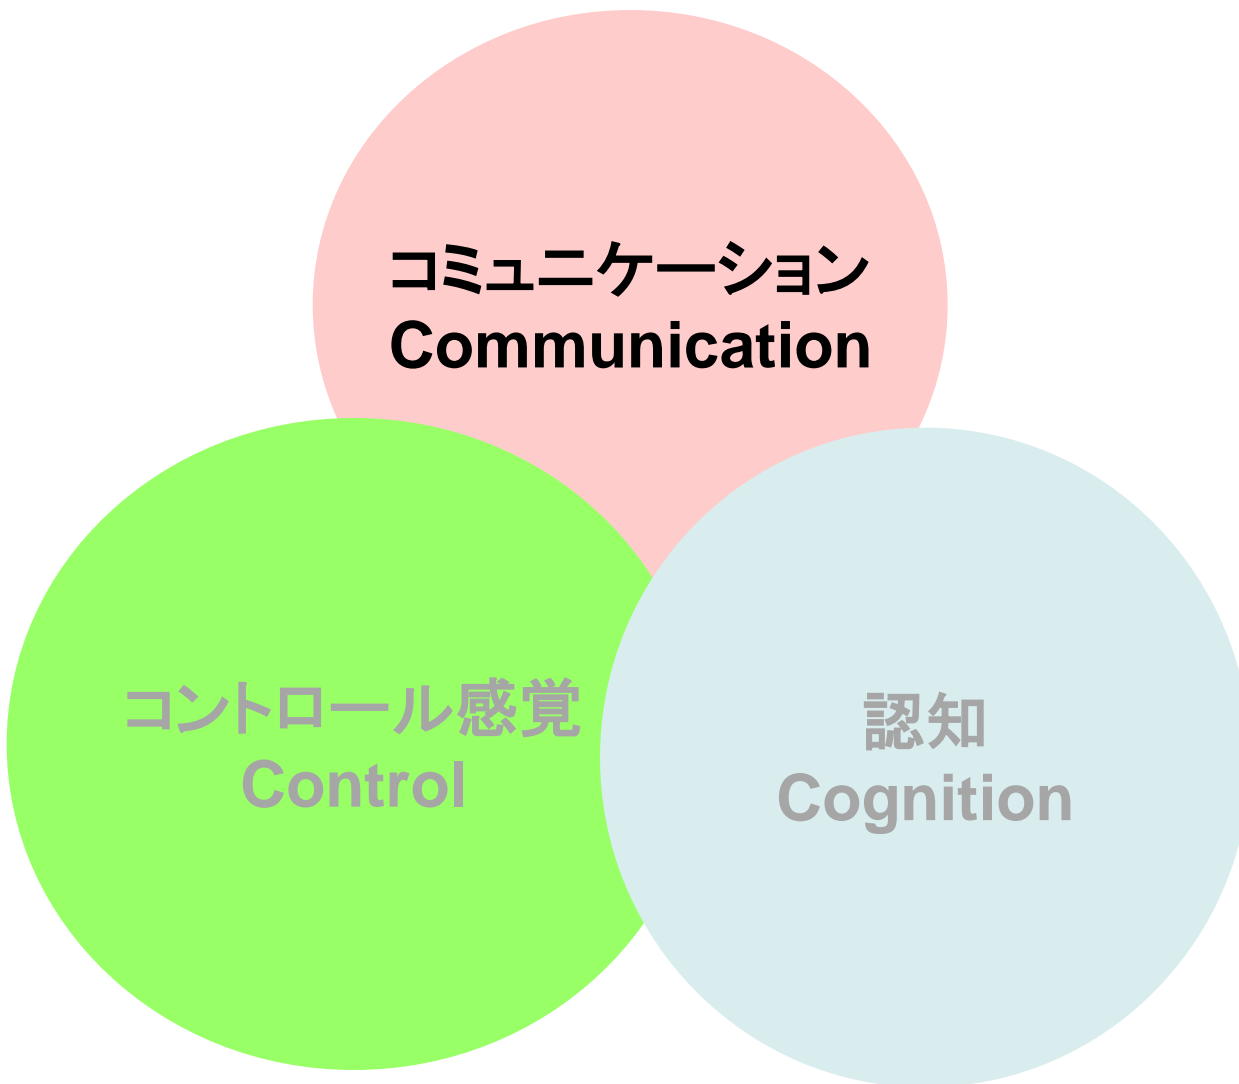 コミュニケーション
Communication
コントロール感覚
Control
認知
Cognition